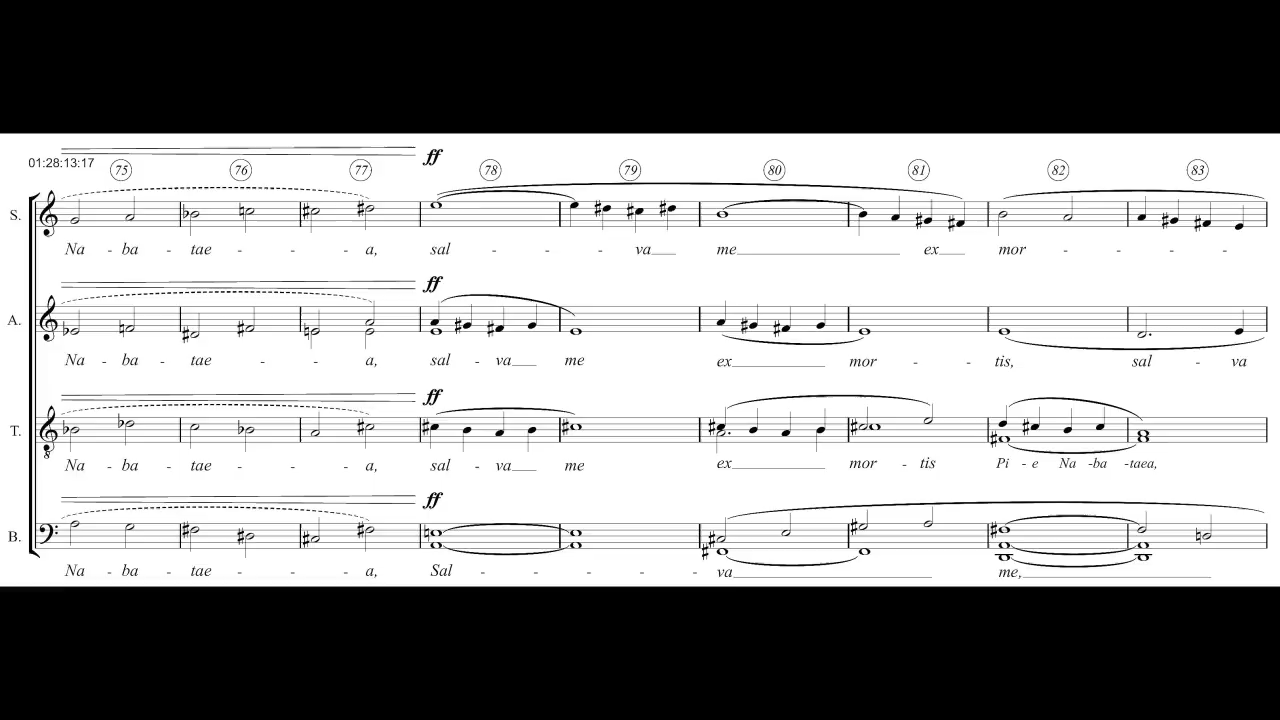 01:28:13:17 75 76 77 ff 78 79 80 81 82 83
S.
Na - ba - tae - - a, sal - - - va me ex mor - - - -
ff
A.
Na - ba - tae - - a, sal - va me ex mor - - tis, sal - va
ff
T.
Na - ba - tae - - a, sal - va me ex mor - tis Pi - e Na - ba - taea,
ff
B.
Na - ba - tae - - a, Sal - - - - - va me,